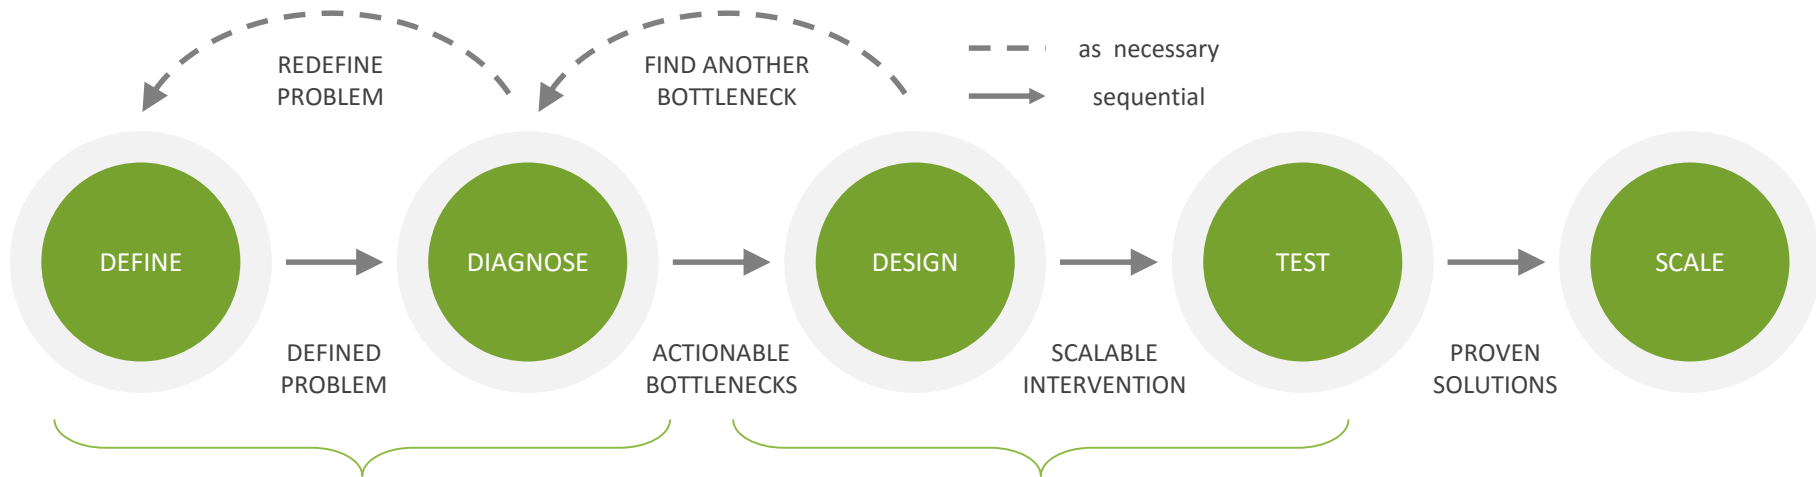 REDEFINE
PROBLEM
FIND ANOTHER
BOTTLENECK
as necessary
sequential
DEFINE
DIAGNOSE
DESIGN
TEST
SCALE
DEFINED
PROBLEM
ACTIONABLE
BOTTLENECKS
SCALABLE
INTERVENTION
PROVEN
SOLUTIONS